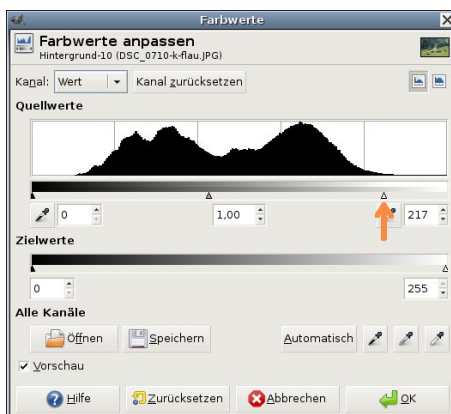 Farbwerte
Farbwerte anpassen
Hintergrund-10 (DSC_0710-k-flau.JPG)
Kanal: Wert Kanal zurücksetzen
Quellwerte
0 1,00 217
Zielwerte
0 255
Alle Kanäle
Öffnen Speichern Automatisch
Vorschau
Hilfe Zurücksetzen Abbrechen OK